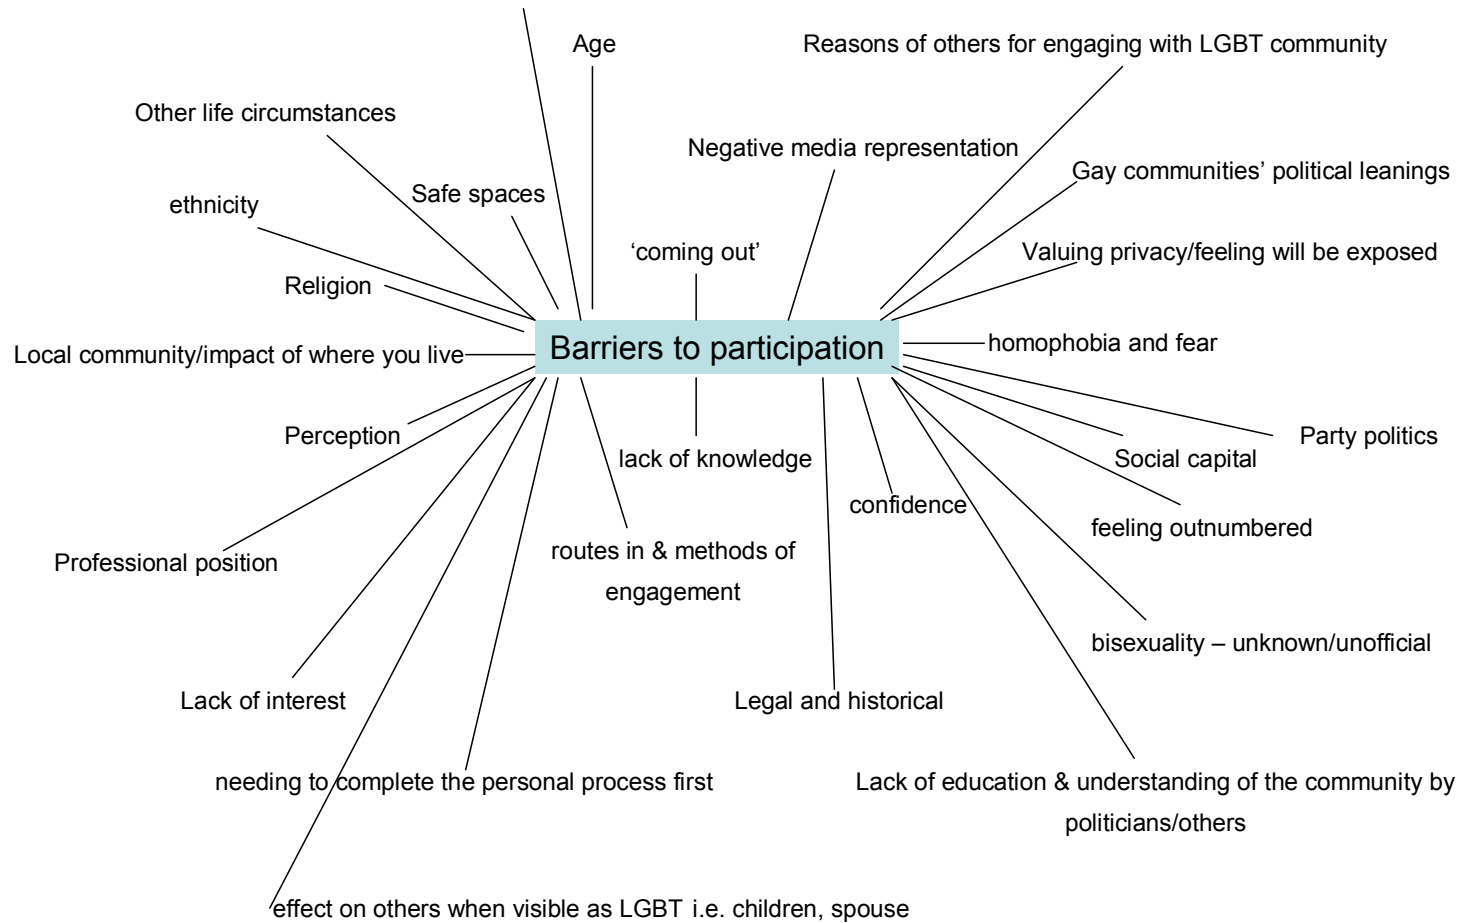 Age
Reasons of others for engaging with LGBT community
Other life circumstances
Negative media representation
Gay communities’ political leanings
Safe spaces
ethnicity
‘coming out’
Valuing privacy/feeling will be exposed
Religion
Barriers to participation
homophobia and fear
Local community/impact of where you live
Perception
Party politics
lack of knowledge
Social capital
confidence
feeling outnumbered
Professional position
routes in & methods of
engagement
bisexuality – unknown/unofficial
Lack of interest
Legal and historical
needing to complete the personal process first
Lack of education & understanding of the community by
politicians/others
effect on others when visible as LGBT i.e. children, spouse